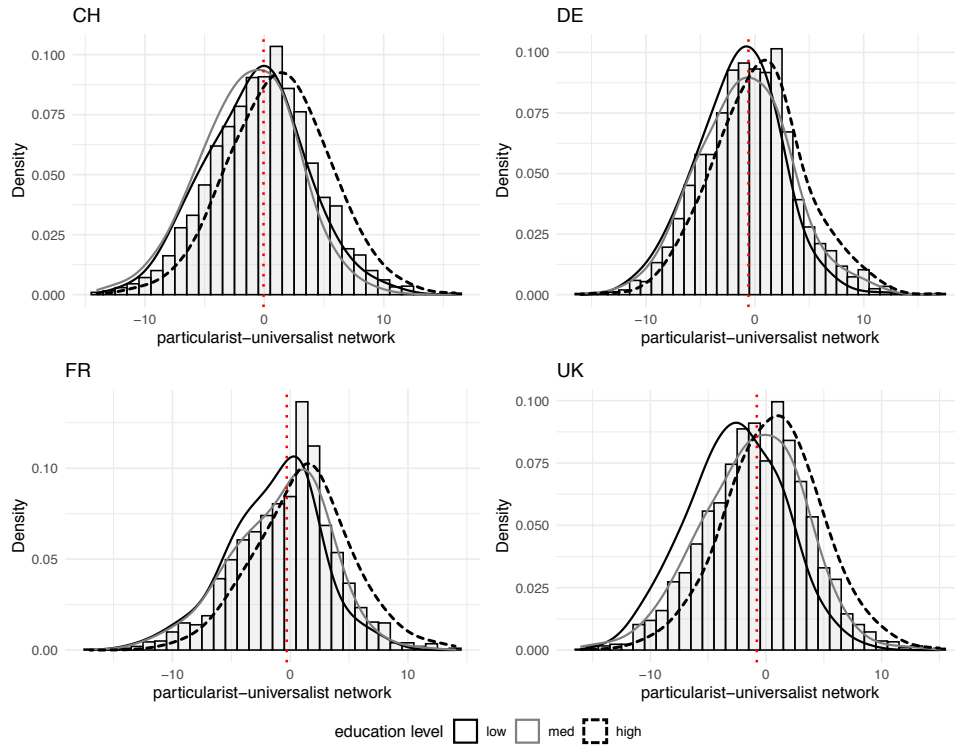 CH
Density
0.100
0.075
0.050
0.025
0.000
−10
0
10
particularist−universalist network
DE
Density
0.100
0.075
0.050
0.025
0.000
−10
0
10
particularist−universalist network
FR
Density
0.10
0.05
0.00
−10
0
10
particularist−universalist network
UK
Density
0.100
0.075
0.050
0.025
0.000
−10
0
10
particularist−universalist network
education level low med high